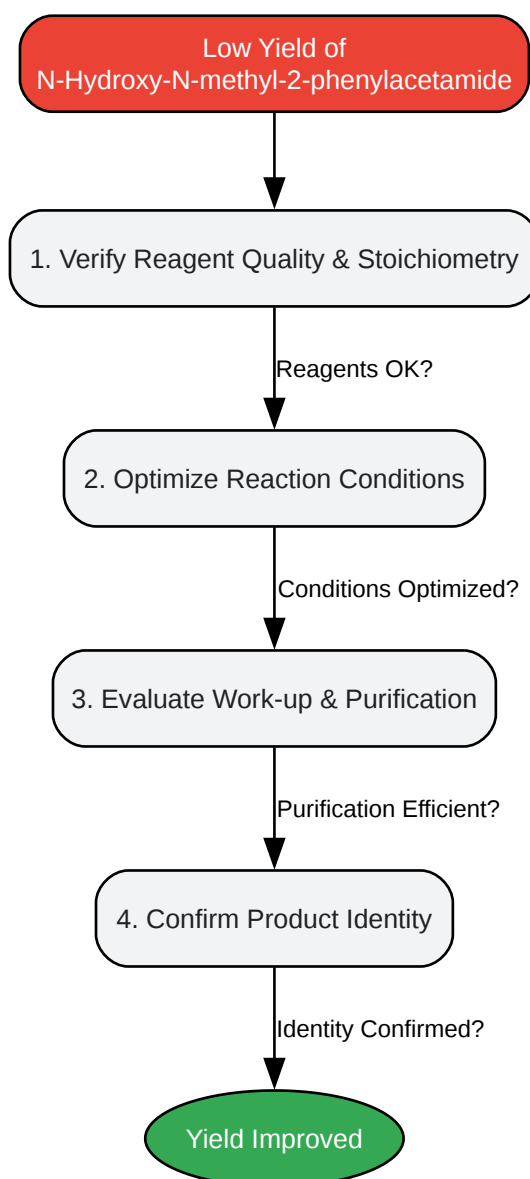 Low Yield of
N-Hydroxy-N-methyl-2-phenylacetamide
1. Verify Reagent Quality & Stoichiometry
Reagents OK?
2. Optimize Reaction Conditions
Conditions Optimized?
3. Evaluate Work-up & Purification
Purification Efficient?
4. Confirm Product Identity
Identity Confirmed?
Yield Improved